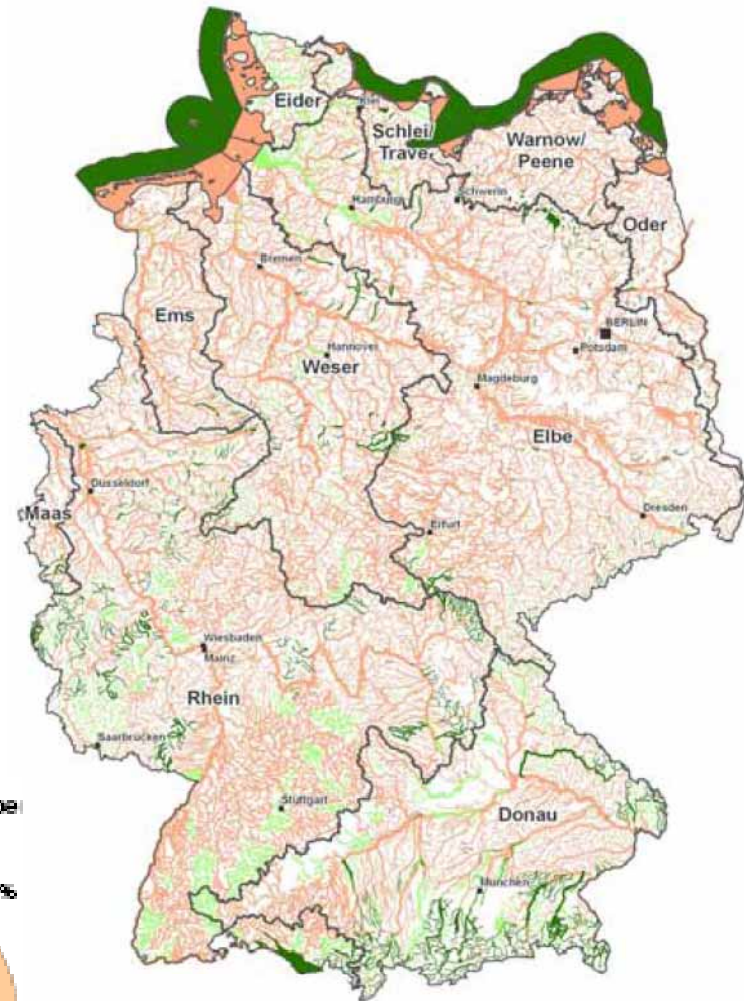 Eider
Kiel
Schlei/
Trave
Warnow/
Peene
Hamburg
Schwerin
Oder
Bremen
Ems
BERLIN
Potsdam
Hannover
Weser
Magdeburg
Elbe
Düsseldorf
Maas
Erfurt
Dresden
Wiesbaden
Mainz
Rhein
Saarbrücken
Stuttgart
Donau
München
%